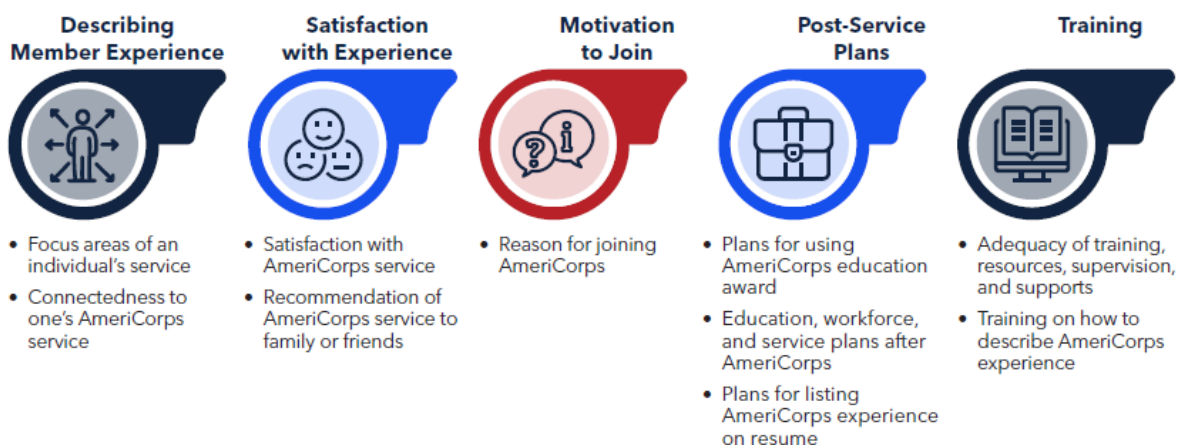 Describing
Member Experience
• Focus areas of an
individual's service
• Connectedness to
one's AmeriCorps
service
Satisfaction
with Experience
• Satisfaction with
AmeriCorps service
• Recommendation of
AmeriCorps service to
family or friends
Motivation
to Join
?
i
• Reason for joining
AmeriCorps
Post-Service
Plans
• Plans for using
AmeriCorps education
award
• Education, workforce,
and service plans after
AmeriCorps
• Plans for listing
AmeriCorps experience
on resume
Training
• Adequacy of training,
resources, supervision,
and supports
• Training on how to
describe AmeriCorps
experience